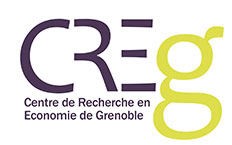 CREg
Centre de Recherche en
Economie de Grenoble